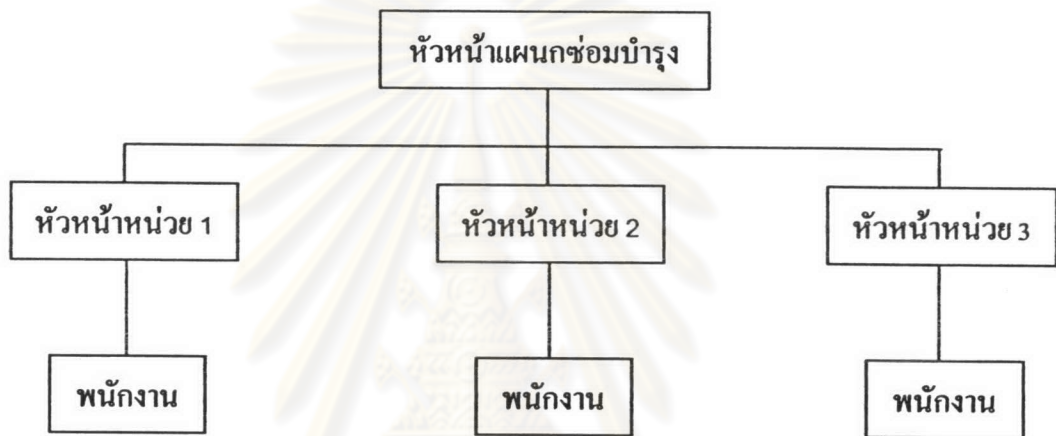 หัวหน้าแผนกซ่อมบำรุง
หัวหน้าหน่วย 1
หัวหน้าหน่วย 2
หัวหน้าหน่วย 3
พนักงาน
พนักงาน
พนักงาน